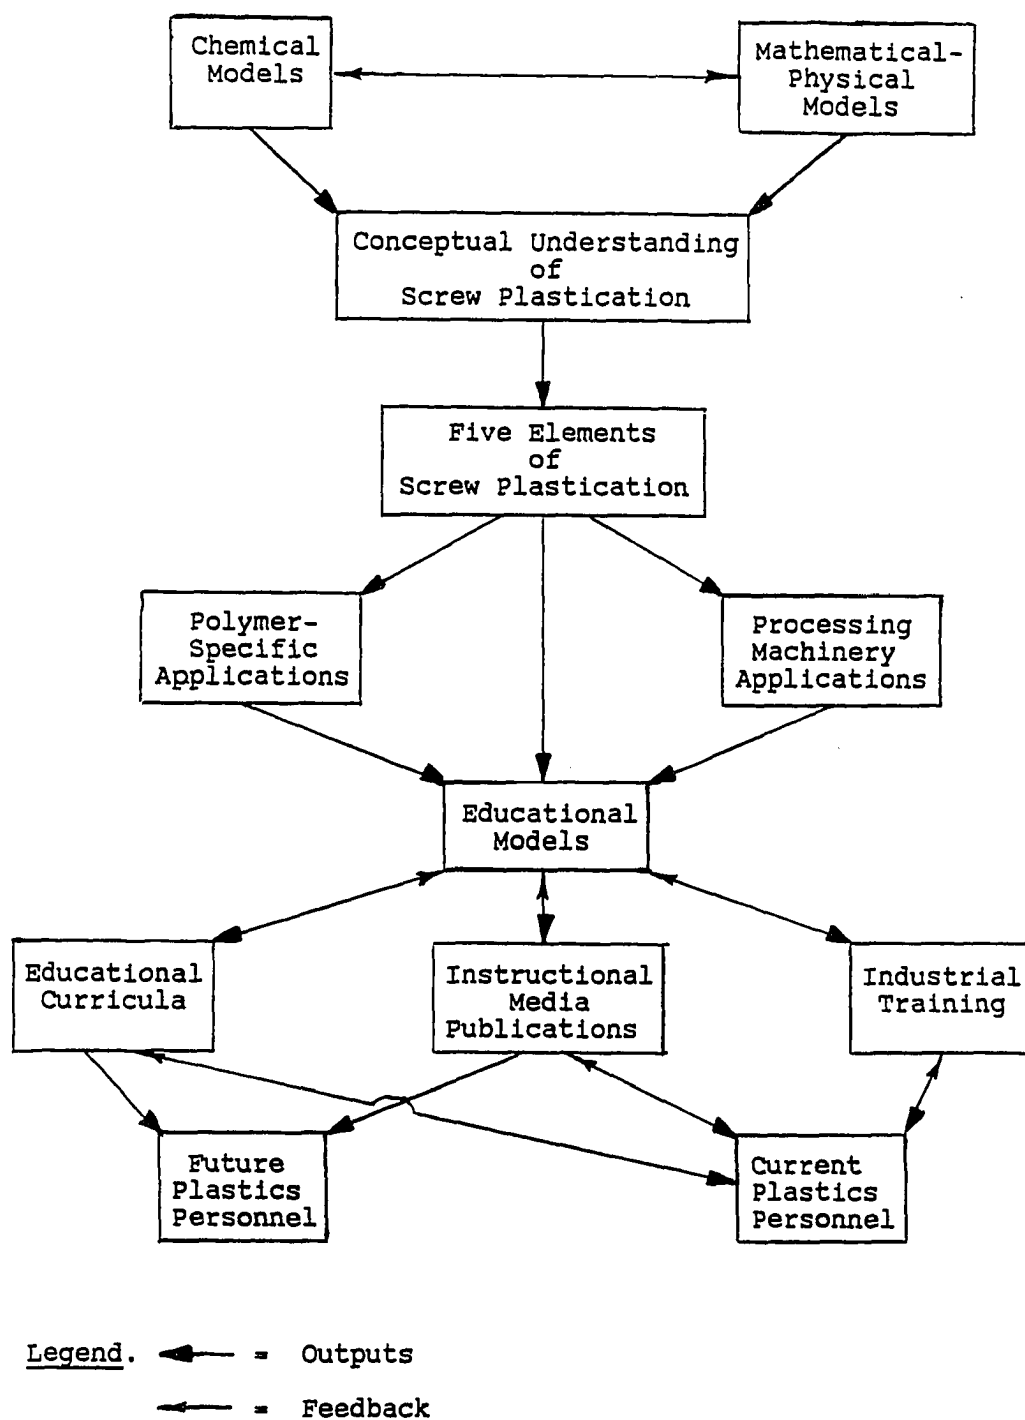 Chemical
Models
Mathematical-
Physical
Models
Conceptual Understanding
of
Screw Plastication
Five Elements
of
Screw Plastication
Polymer-
Specific
Applications
Processing
Machinery
Applications
Educational
Models
Educational
Curricula
Instructional
Media
Publications
Industrial
Training
Future
Plastics
Personnel
Current
Plastics
Personnel
Legend. = Outputs
= Feedback